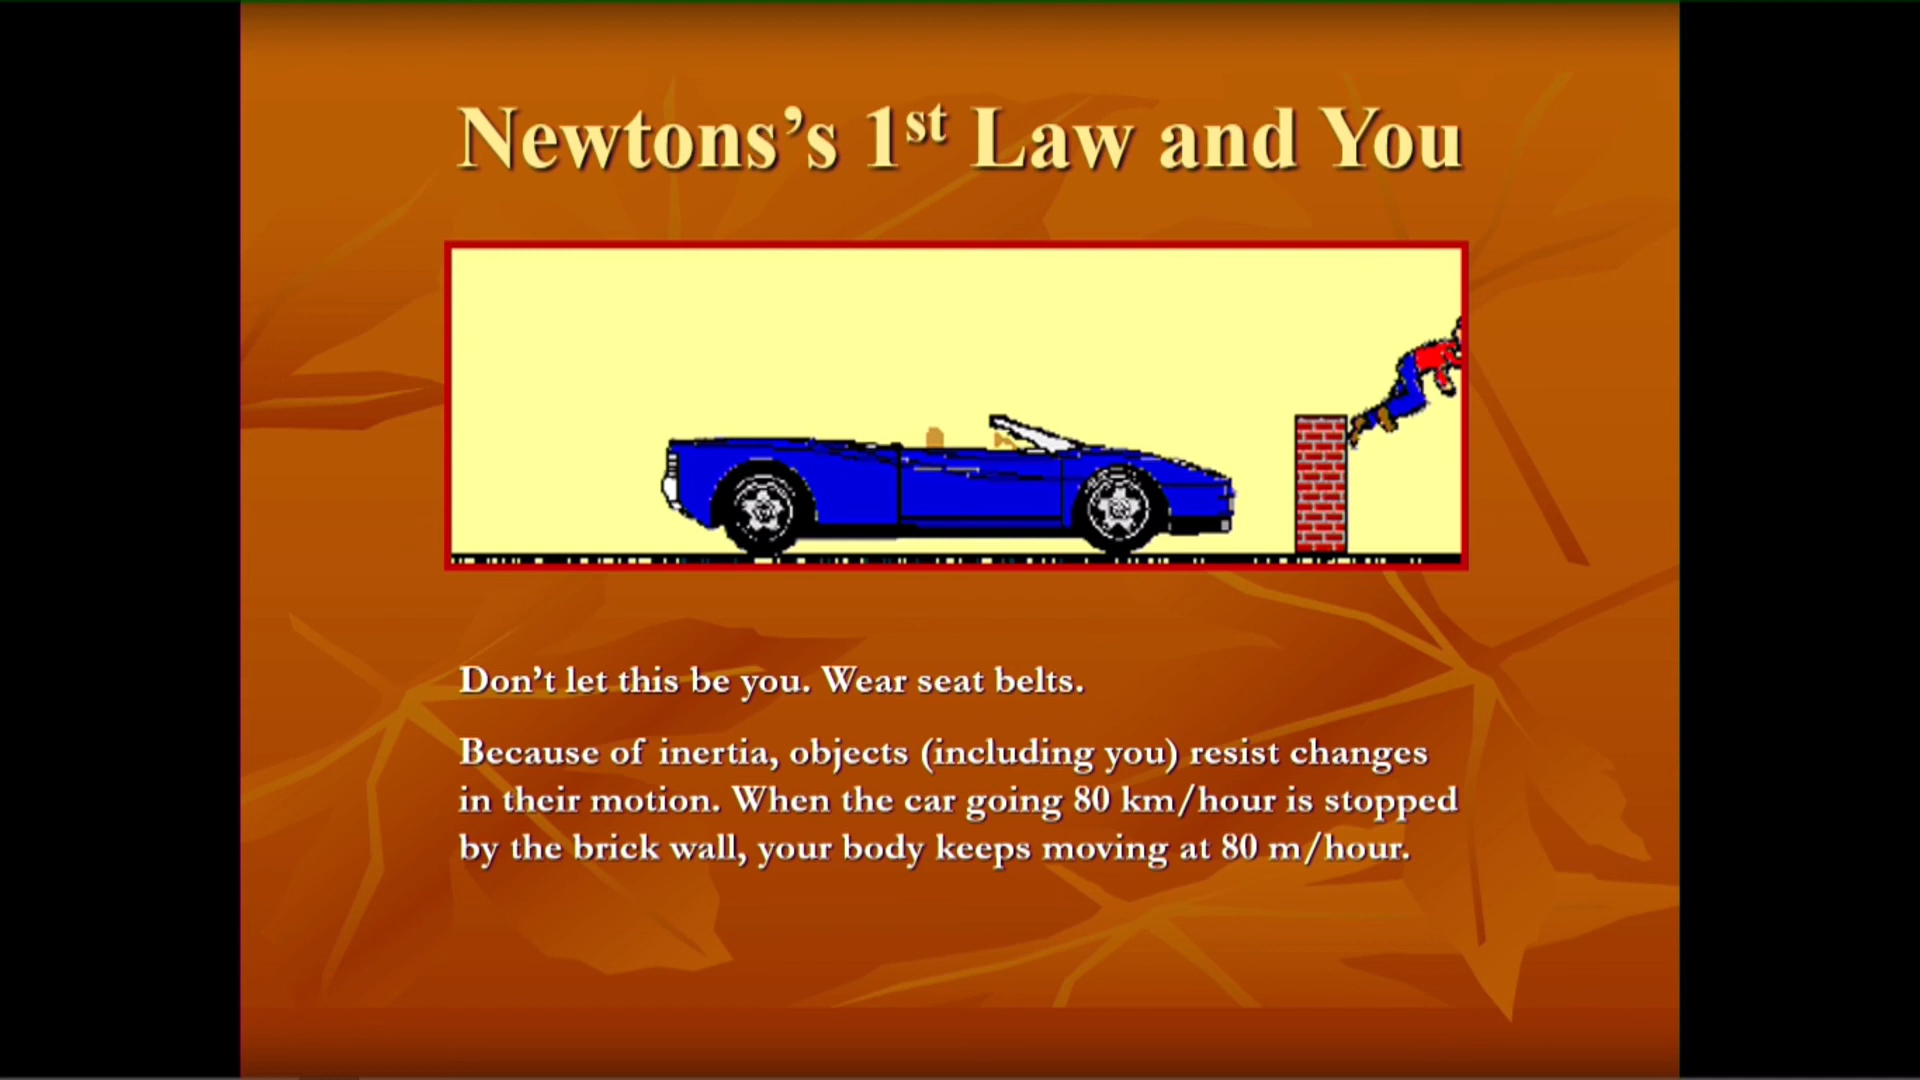 Newtons’s 1st Law and You
Don’t let this be you. Wear seat belts.
Because of inertia, objects (including you) resist changes
in their motion. When the car going 80 km/hour is stopped
by the brick wall, your body keeps moving at 80 m/hour.